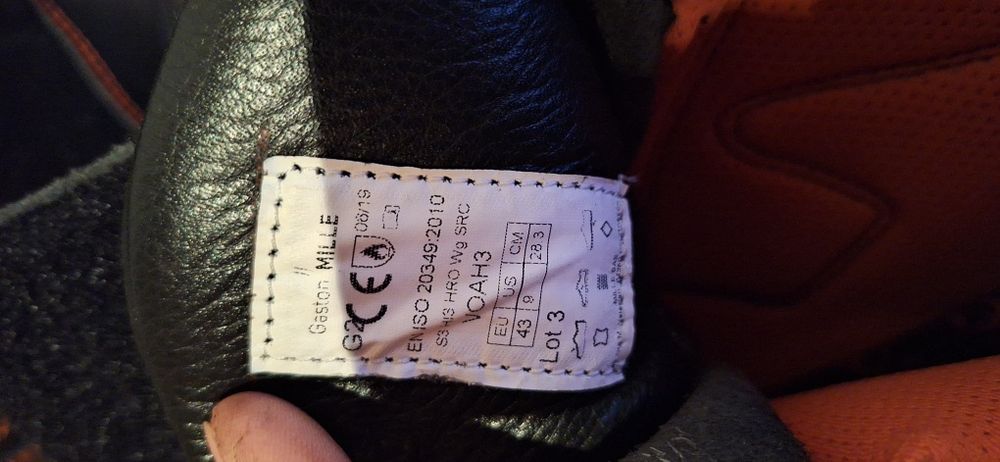 Gaston MILLE
G2 CE 06/19
EN ISO 20349:2010
S3 HI3 HRO Wg SRC
VOAH3
EU US CM
43 9 28.3
Lot 3